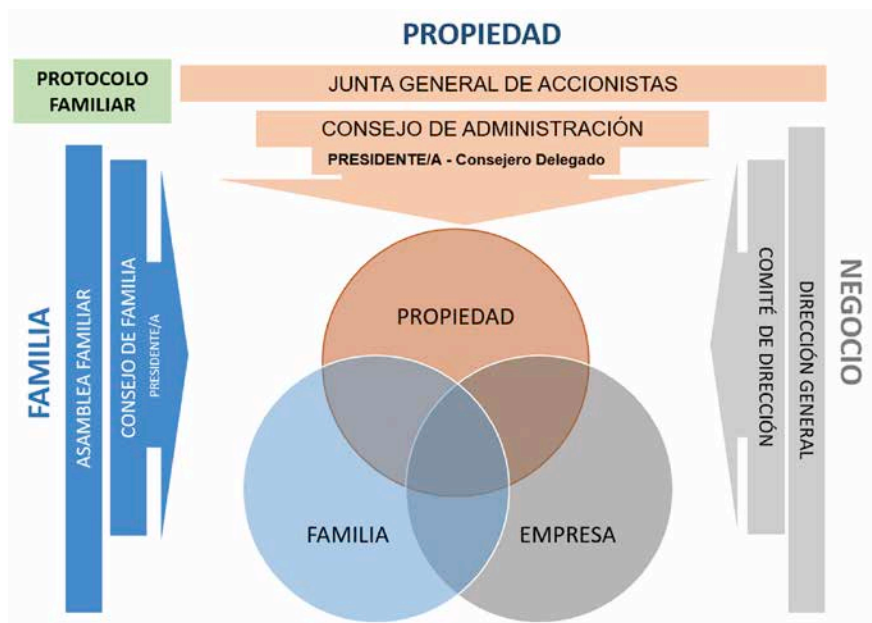 PROPIEDAD
PROTOCOLO
FAMILIAR
JUNTA GENERAL DE ACCIONISTAS
CONSEJO DE ADMINISTRACIÓN
PRESIDENTE/A - Consejero Delegado
FAMILIA
ASAMBLEA FAMILIAR
CONSEJO DE FAMILIA
PRESIDENTE/A
PROPIEDAD
FAMILIA
EMPRESA
COMITÉ DE DIRECCIÓN
DIRECCIÓN GENERAL
NEGOCIO